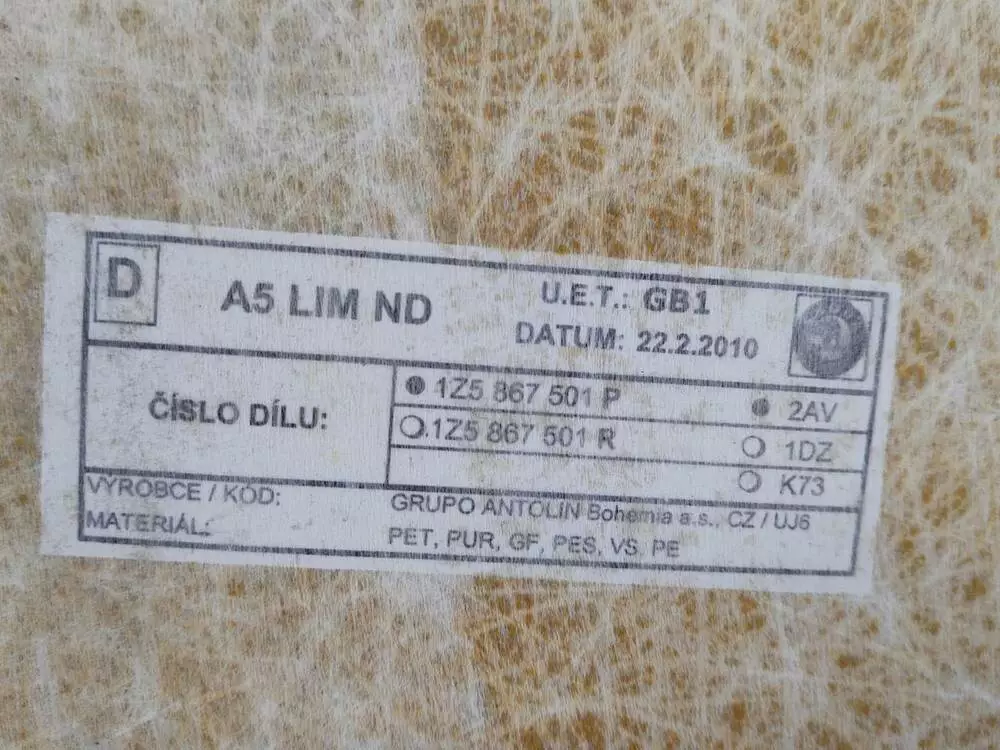 D
A5 LIM ND
U.E.T.: GB1
DATUM: 22.2.2010
ČÍSLO DÍLU:
1Z5 867 501 P
2AV
1Z5 867 501 R
1DZ
K73
VÝROBCE / KÓD:
GRUPO ANTOLIN Bohemia a.s., CZ / UJ6
MATERIÁL:
PET, PUR, GF, PES, VS, PE